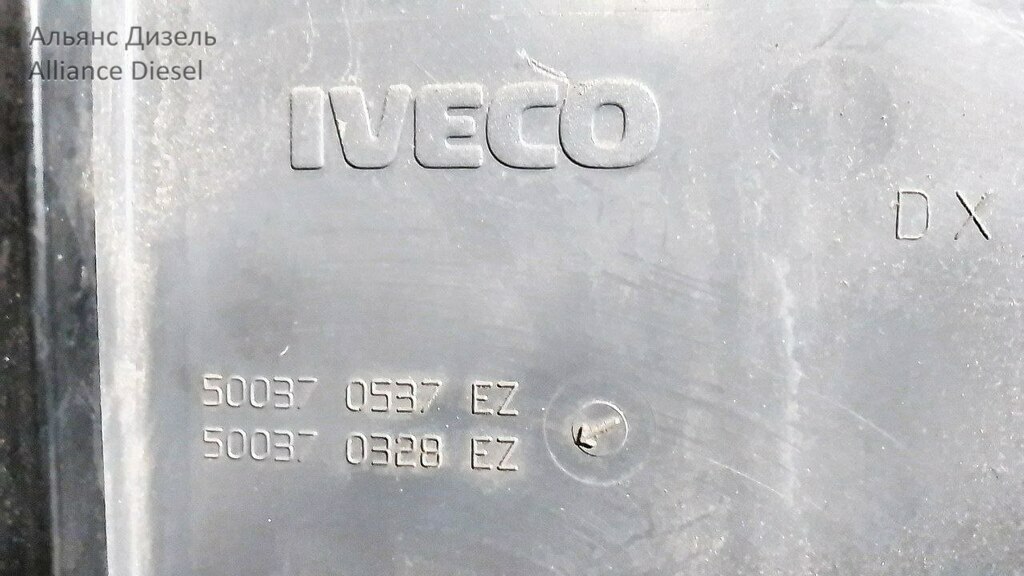 Альянс Дизель
Alliance Diesel
IVECO
DX
50037 0537 EZ
50037 0328 EZ